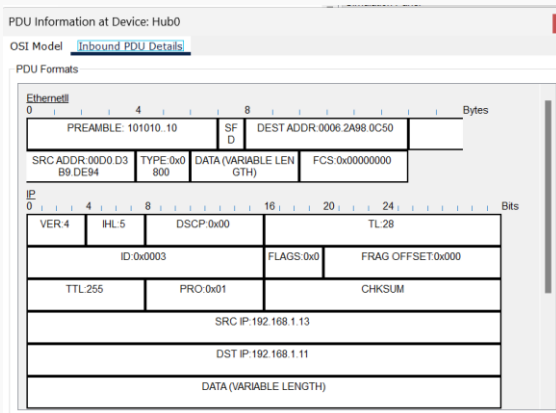 PDU Information at Device: Hub0
OSI Model Inbound PDU Details
PDU Formats
EthernetII
0 4 8 Bytes
PREAMBLE: 101010..10
SF
D
DEST ADDR:0006.2A98.0C50
SRC ADDR:00D0.D3
B9.DE94
TYPE:0x0
800
DATA (VARIABLE LEN
GTH)
FCS:0x00000000
IP
0 4 8 16 20 24 Bits
VER:4 IHL:5 DSCP:0x00 TL:28
ID:0x0003 FLAGS:0x0 FRAG OFFSET:0x000
TTL:255 PRO:0x01 CHKSUM
SRC IP:192.168.1.13
DST IP:192.168.1.11
DATA (VARIABLE LENGTH)